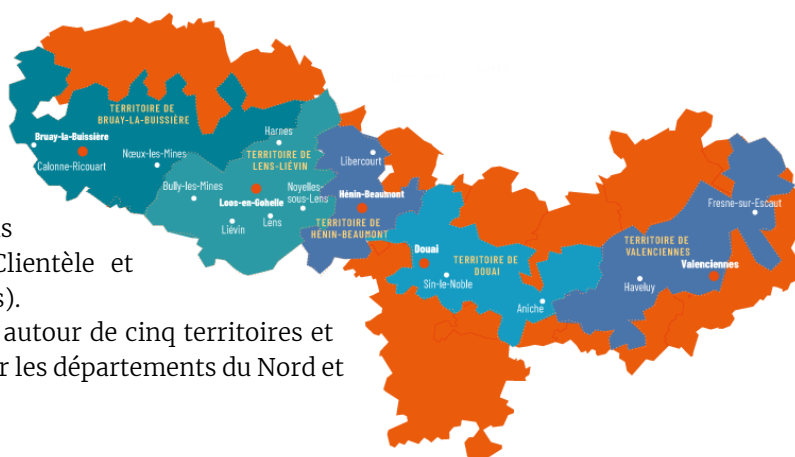 TERRITOIRE DE
BRUAY-LA-BUISSIÈRE
Bruay-la-Buissière
Calonne-Ricouart
Nœux-les-Mines
Harnes
TERRITOIRE DE
LENS-LIÉVIN
Bully-les-Mines
Loos-en-Gohelle
Noyelles-
sous-Lens
Liévin
Lens
Libercourt
Hénin-Beaumont
TERRITOIRE DE
HÉNIN-BEAUMONT
Douai
TERRITOIRE DE
DOUAI
Sin-le-Noble
Aniche
Fresne-sur-Escaut
TERRITOIRE DE
VALENCIENNES
Valenciennes
Haveluy
Clientèle et
autour de cinq territoires et
r les départements du Nord et